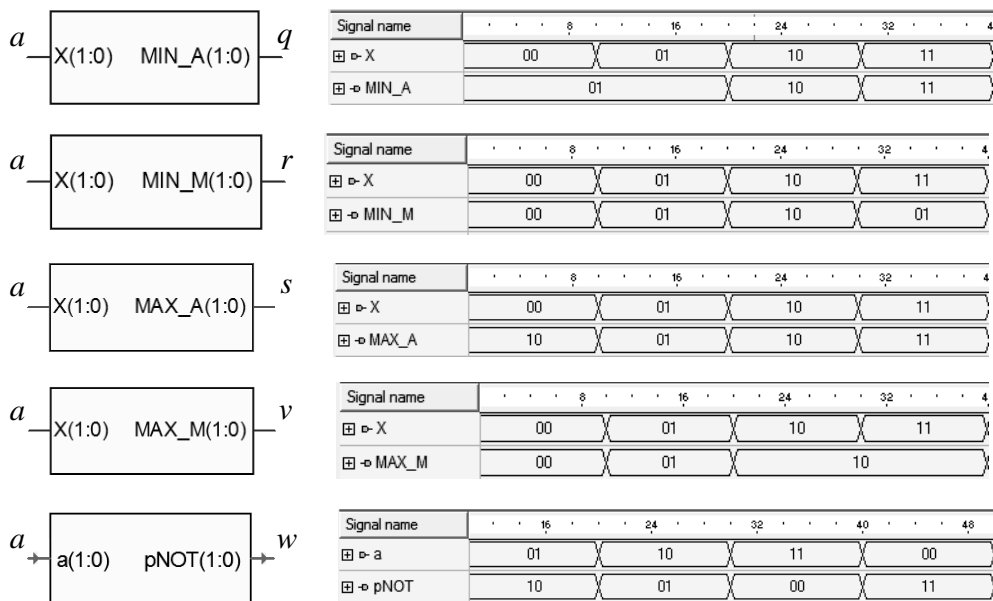 a X(1:0) MIN_A(1:0) q
Signal name 8 16 24 32 4
X 00 01 10 11
MIN_A 01 10 11
a X(1:0) MIN_M(1:0) r
Signal name 8 16 24 32 4
X 00 01 10 11
MIN_M 00 01 10 01
a X(1:0) MAX_A(1:0) s
Signal name 8 16 24 32 4
X 00 01 10 11
MAX_A 10 01 10 11
a X(1:0) MAX_M(1:0) v
Signal name 8 16 24 32 4
X 00 01 10 11
MAX_M 00 01 10
a a(1:0) pNOT(1:0) w
Signal name 16 24 32 40 48
a 01 10 11 00
pNOT 10 01 00 11